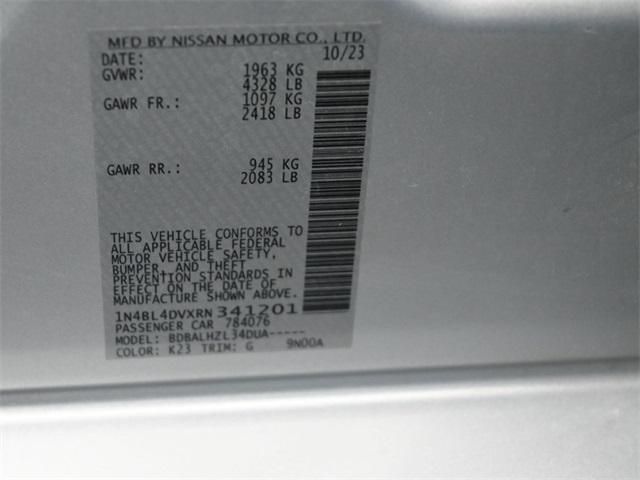 MFD BY NISSAN MOTOR CO., LTD.
DATE: 10/23
GVWR: 1963 KG
4328 LB
GAWR FR.: 1097 KG
2418 LB
GAWR RR.: 945 KG
2083 LB
THIS VEHICLE CONFORMS TO
ALL APPLICABLE FEDERAL
MOTOR VEHICLE SAFETY,
BUMPER, AND THEFT
PREVENTION STANDARDS IN
EFFECT ON THE DATE OF
MANUFACTURE SHOWN ABOVE.
1N4BL4DVXRN341201
PASSENGER CAR 784076
MODEL: BDBALHZL34DUA-----
COLOR: K23 TRIM: G 9N00A